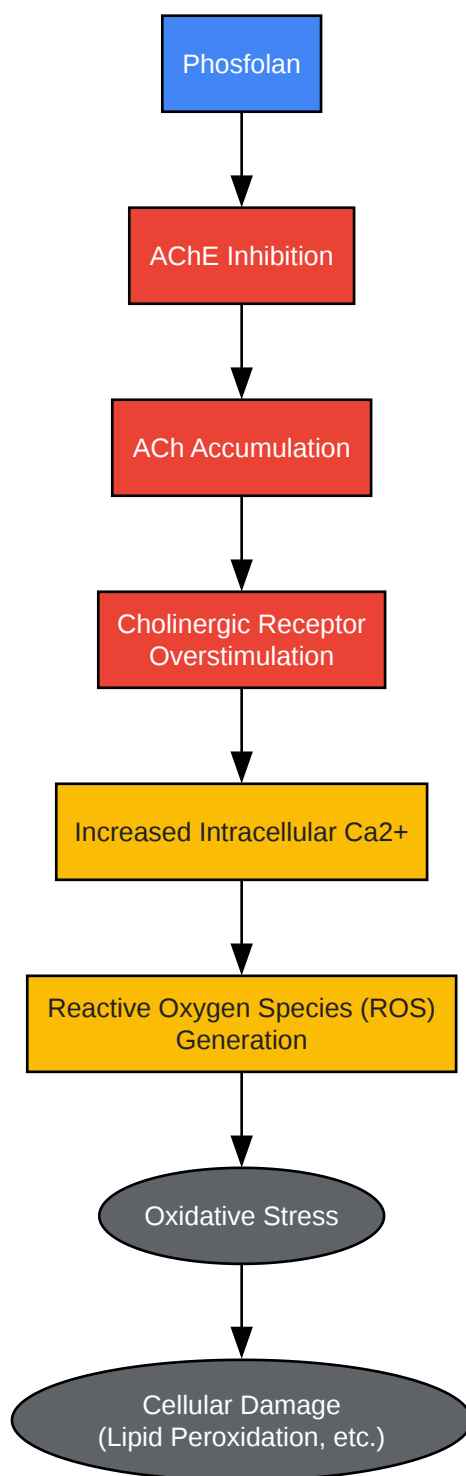 Phosfolan
AChE Inhibition
ACh Accumulation
Cholinergic Receptor
Overstimulation
Increased Intracellular Ca2+
Reactive Oxygen Species (ROS)
Generation
Oxidative Stress
Cellular Damage
(Lipid Peroxidation, etc.)